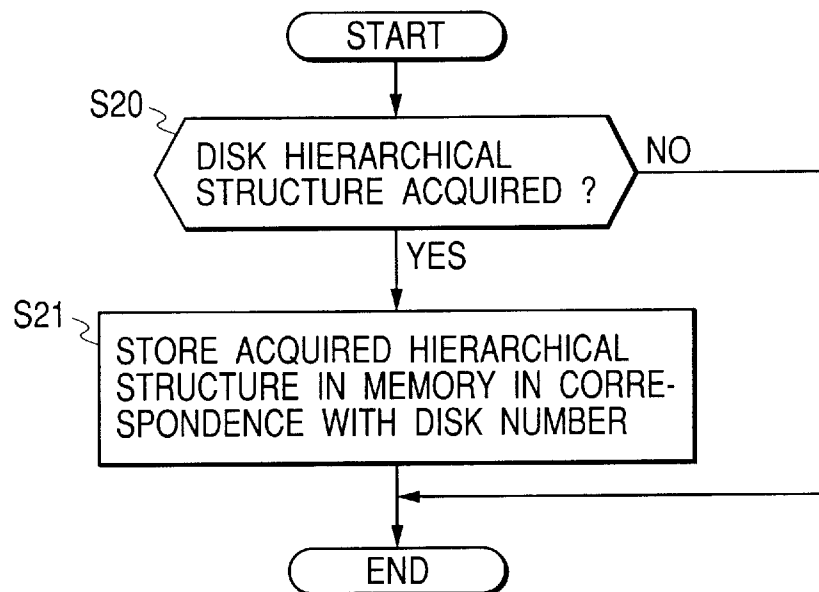 START
S20
DISK HIERARCHICAL
STRUCTURE ACQUIRED ?
NO
YES
S21
STORE ACQUIRED HIERARCHICAL
STRUCTURE IN MEMORY IN CORRE-
SPONDENCE WITH DISK NUMBER
END